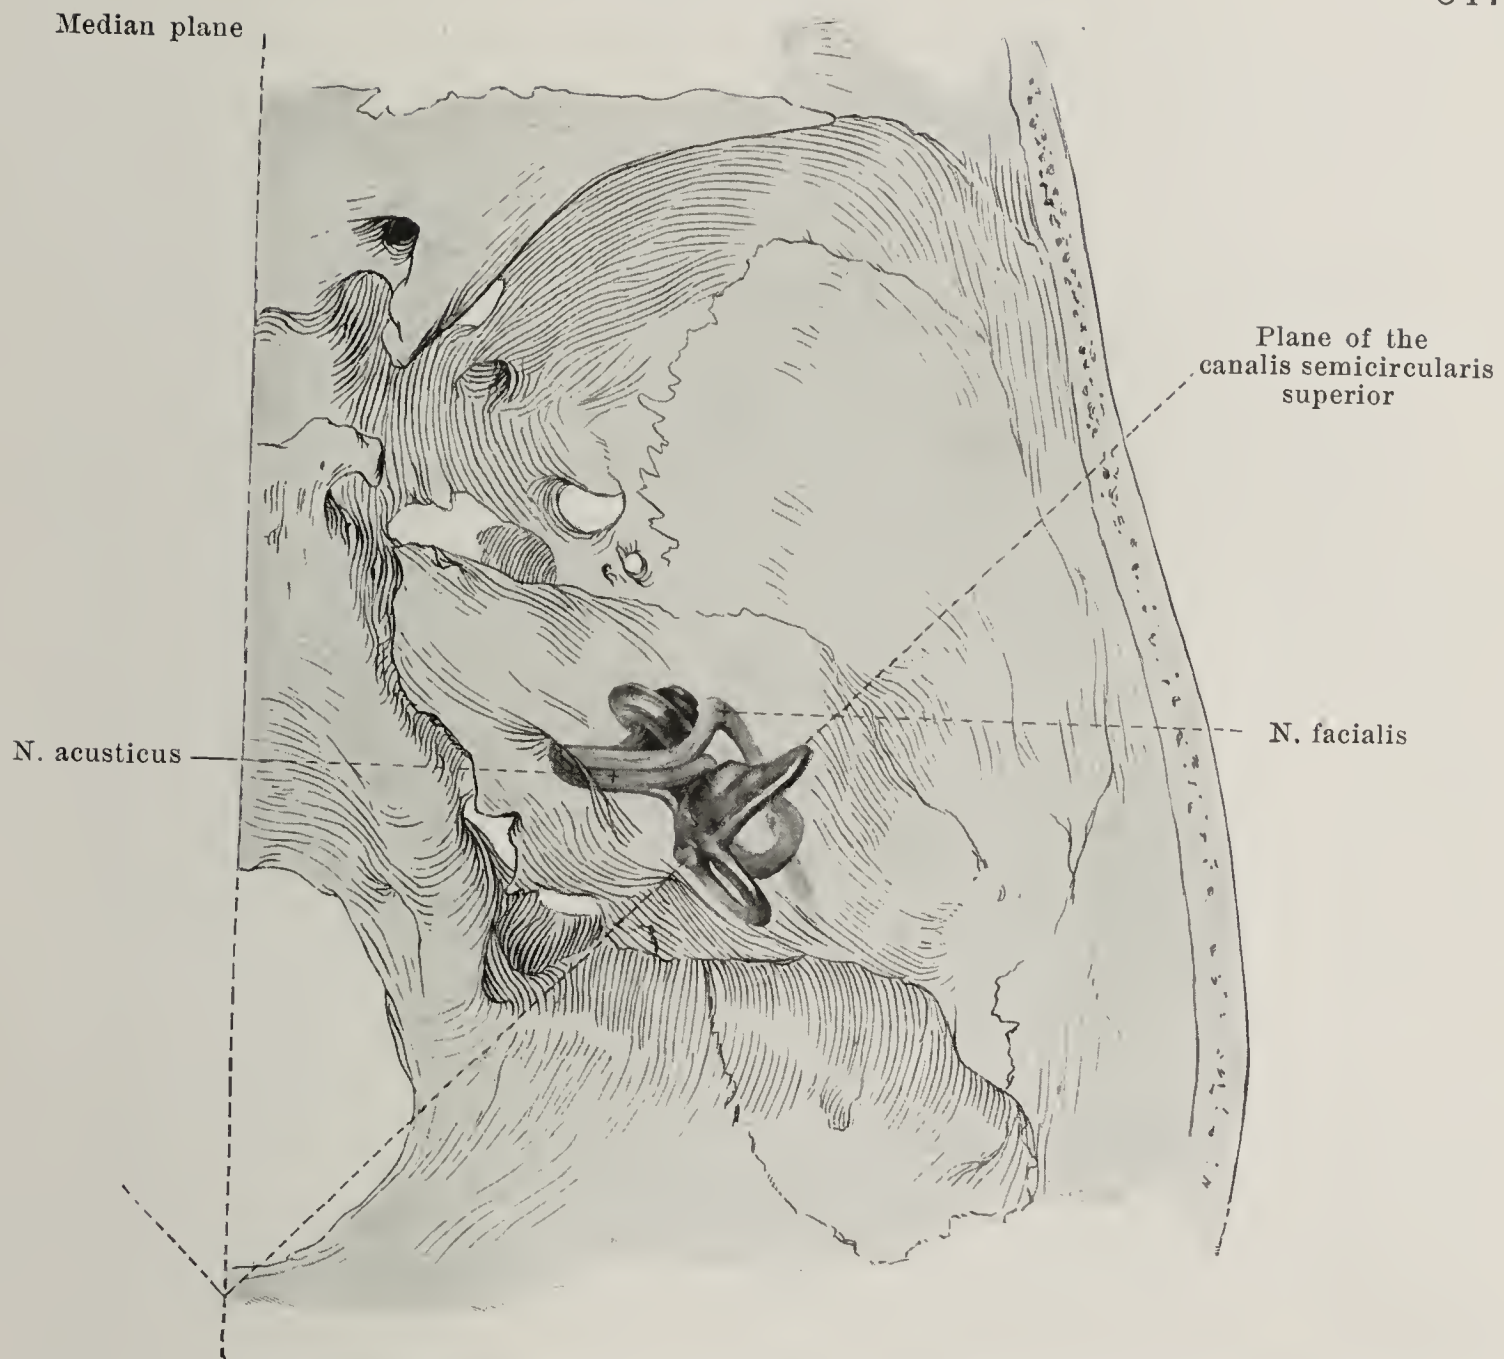 Median plane
Plane of the
canalis semicircularis
superior
N. acusticus
N. facialis